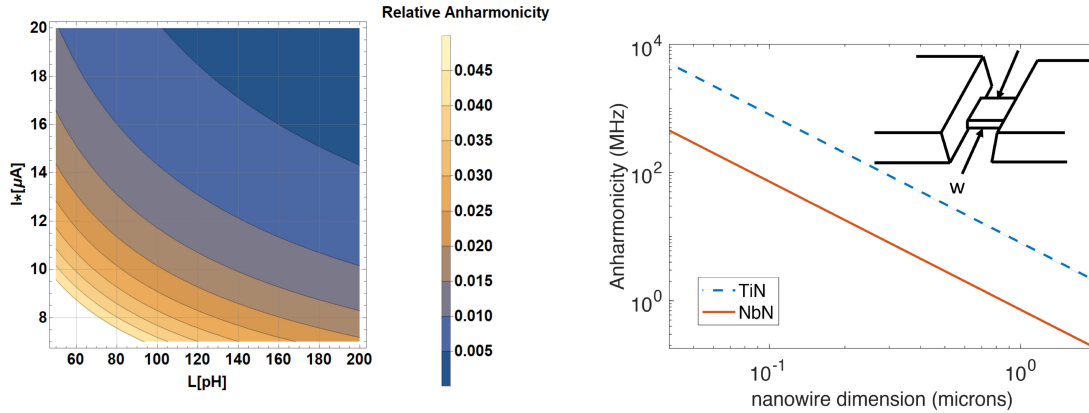 Relative Anharmonicity
20
18
16
14
12
10
8
I*[μA]
60 80 100 120 140 160 180 200
L[pH]
0.045
0.040
0.035
0.030
0.025
0.020
0.015
0.010
0.005
10^4
10^2
10^0
Anharmonicity (MHz)
w
TiN
NbN
10^-1 10^0
nanowire dimension (microns)